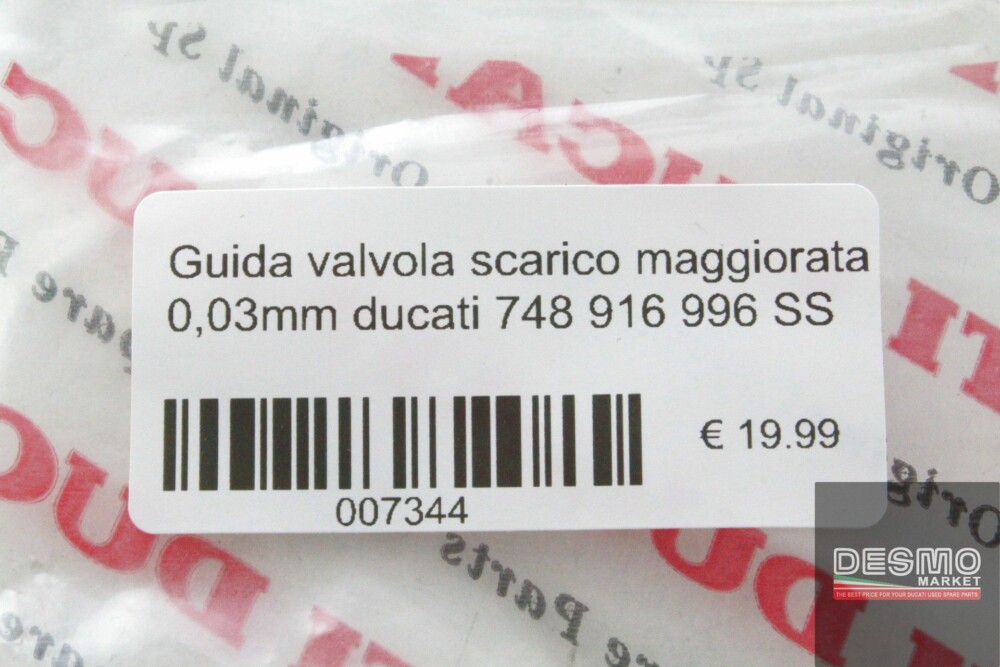 Guida valvola scarico maggiorata
0,03mm ducati 748 916 996 SS
€ 19.99
007344
DESMO
MARKET
THE BEST PRICE FOR YOUR DUCATI USED SPARE PARTS